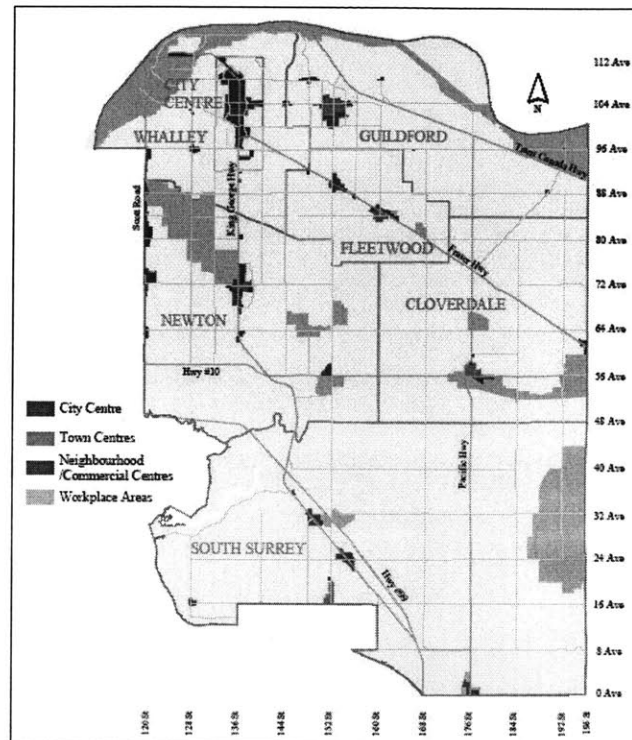 112 Ave
CITY
CENTRE
104 Ave
N
WHALLEY
GUILDFORD
96 Ave
Trans Canada Hwy
Scott Road
King George Hwy
88 Ave
80 Ave
FLEETWOOD
Fraser Hwy
72 Ave
CLOVERDALE
NEWTON
64 Ave
Hwy #10
56 Ave
City Centre
48 Ave
Town Centres
Neighbourhood
/Commercial Centres
Pacific Hwy
40 Ave
Workplace Areas
32 Ave
SOUTH SURREY
24 Ave
Hwy #99
16 Ave
8 Ave
0 Ave
120 St
128 St
136 St
144 St
152 St
160 St
168 St
176 St
184 St
192 St
196 St